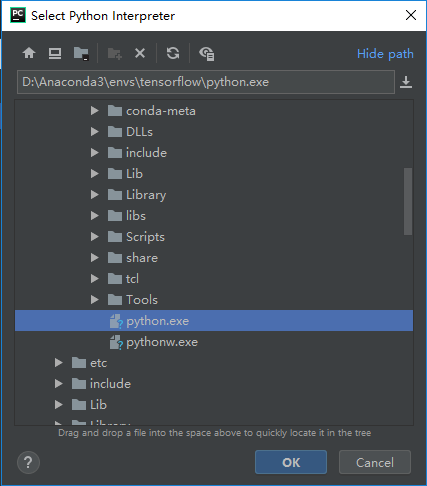 PC Select Python Interpreter
Hide path
D:\Anaconda3\envs\tensorflow\python.exe
conda-meta
DLLs
include
Lib
Library
libs
Scripts
share
tcl
Tools
python.exe
pythonw.exe
etc
include
Lib
Library
Drag and drop a file into the space above to quickly locate it in the tree
? OK Cancel